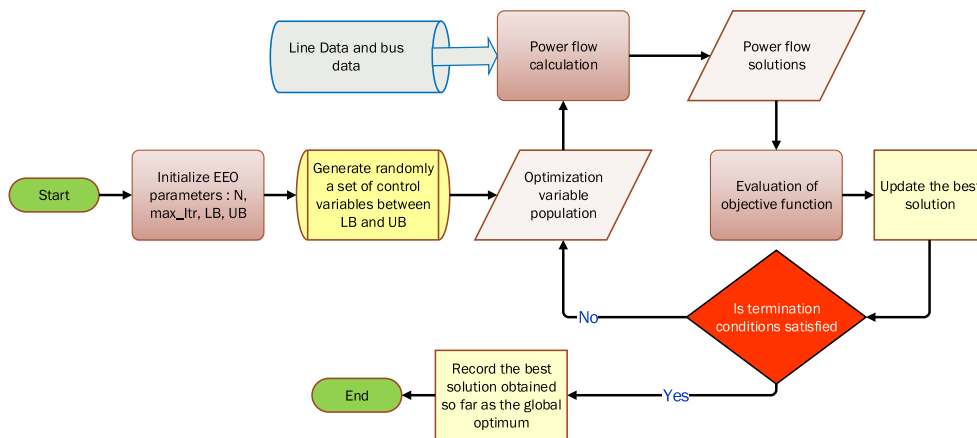 Line Data and bus
data
Power flow
calculation
Power flow
solutions
Start
Initialize EEO
parameters : N,
max_Itr, LB, UB
Generate randomly
a set of control
variables between
LB and UB
Optimization
variable
population
Evaluation of
objective function
Update the best
solution
Is termination
conditions satisfied
No
Yes
Record the best
solution obtained
so far as the global
optimum
End